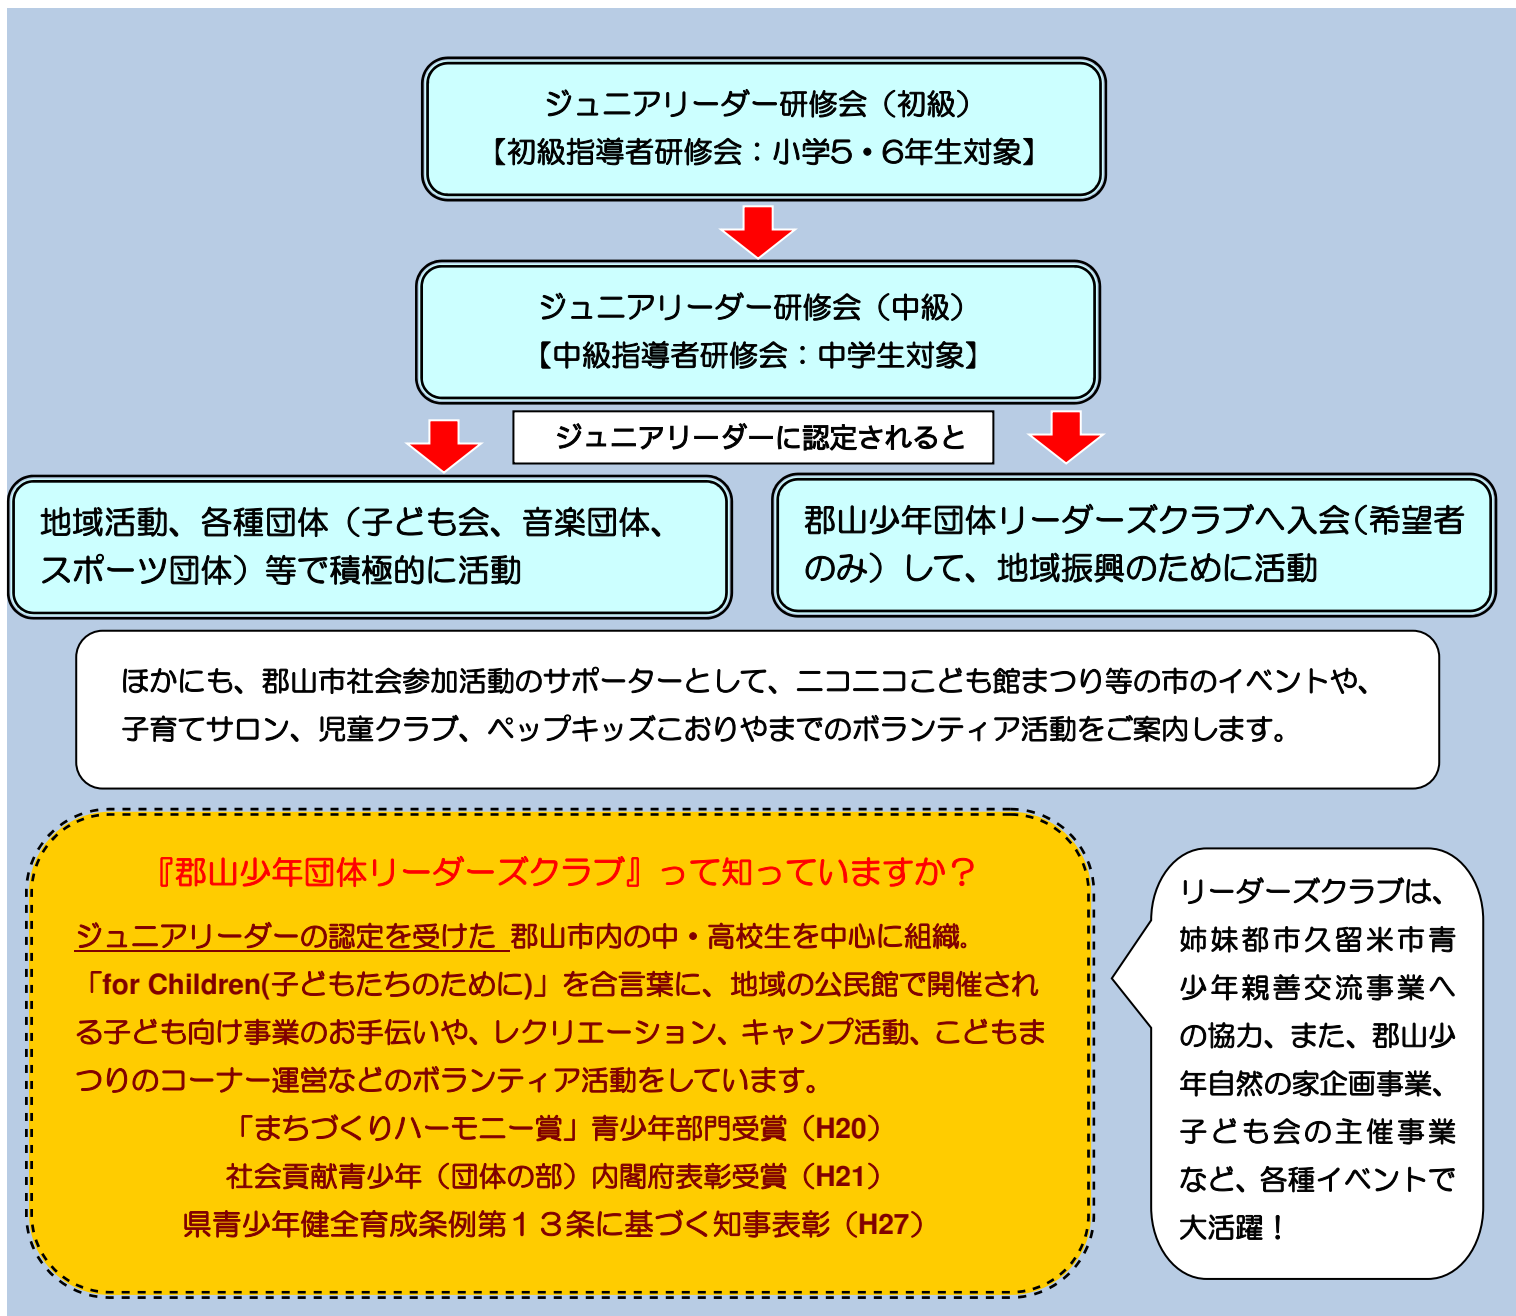 ジュニアリーダー研修会（初級）
【初級指導者研修会：小学5・6年生対象】
ジュニアリーダー研修会（中級）
【中級指導者研修会：中学生対象】
ジュニアリーダーに認定されると
地域活動、各種団体（子ども会、音楽団体、
スポーツ団体）等で積極的に活動
郡山少年団体リーダーズクラブへ入会（希望者
のみ）して、地域振興のために活動
ほかにも、郡山市社会参加活動のサポーターとして、ニコニコこども館まつり等の市のイベントや、
子育てサロン、児童クラブ、ペップキッズこおりやまでのボランティア活動をご案内します。
『郡山少年団体リーダーズクラブ』って知っていますか？
ジュニアリーダーの認定を受けた 郡山市内の中・高校生を中心に組織。
「for Children(子どもたちのために)」を合言葉に、地域の公民館で開催され
る子ども向け事業のお手伝いや、レクリエーション、キャンプ活動、こどもま
つりのコーナー運営などのボランティア活動をしています。
「まちづくりハーモニー賞」青少年部門受賞（H20）
社会貢献青少年（団体の部）内閣府表彰受賞（H21）
県青少年健全育成条例第１３条に基づく知事表彰（H27）
リーダーズクラブは、
姉妹都市久留米市青
少年親善交流事業へ
の協力、また、郡山少
年自然の家企画事業、
子ども会の主催事業
など、各種イベントで
大活躍！